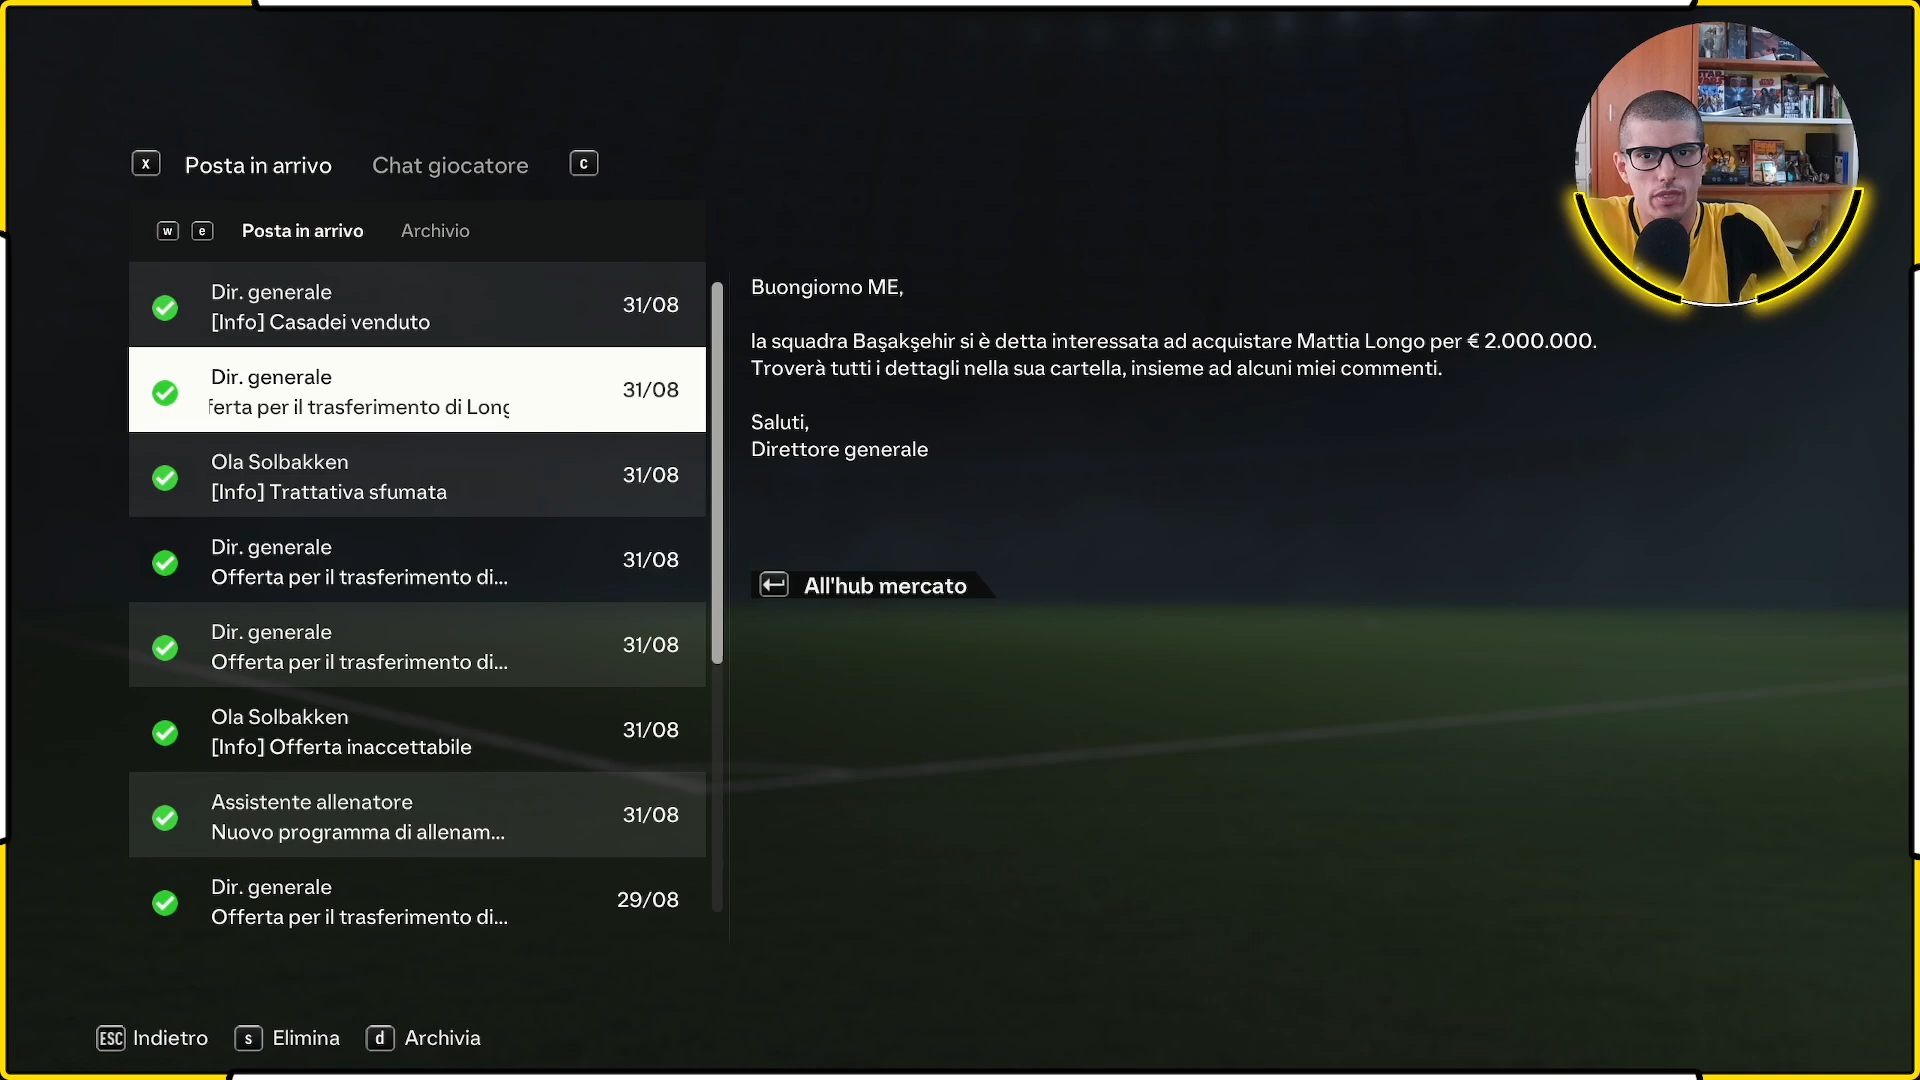 X Posta in arrivo Chat giocatore C
w e Posta in arrivo Archivio
Dir. generale
[Info] Casadei venduto
31/08
Dir. generale
ferta per il trasferimento di Long
31/08
Ola Solbakken
[Info] Trattativa sfumata
31/08
Dir. generale
Offerta per il trasferimento di...
31/08
Dir. generale
Offerta per il trasferimento di...
31/08
Ola Solbakken
[Info] Offerta inaccettabile
31/08
Assistente allenatore
Nuovo programma di allenam...
31/08
Dir. generale
Offerta per il trasferimento di...
29/08
Buongiorno ME,
la squadra Başakşehir si è detta interessata ad acquistare Mattia Longo per € 2.000.000.
Troverà tutti i dettagli nella sua cartella, insieme ad alcuni miei commenti.
Saluti,
Direttore generale
All'hub mercato
ESC Indietro s Elimina d Archivia